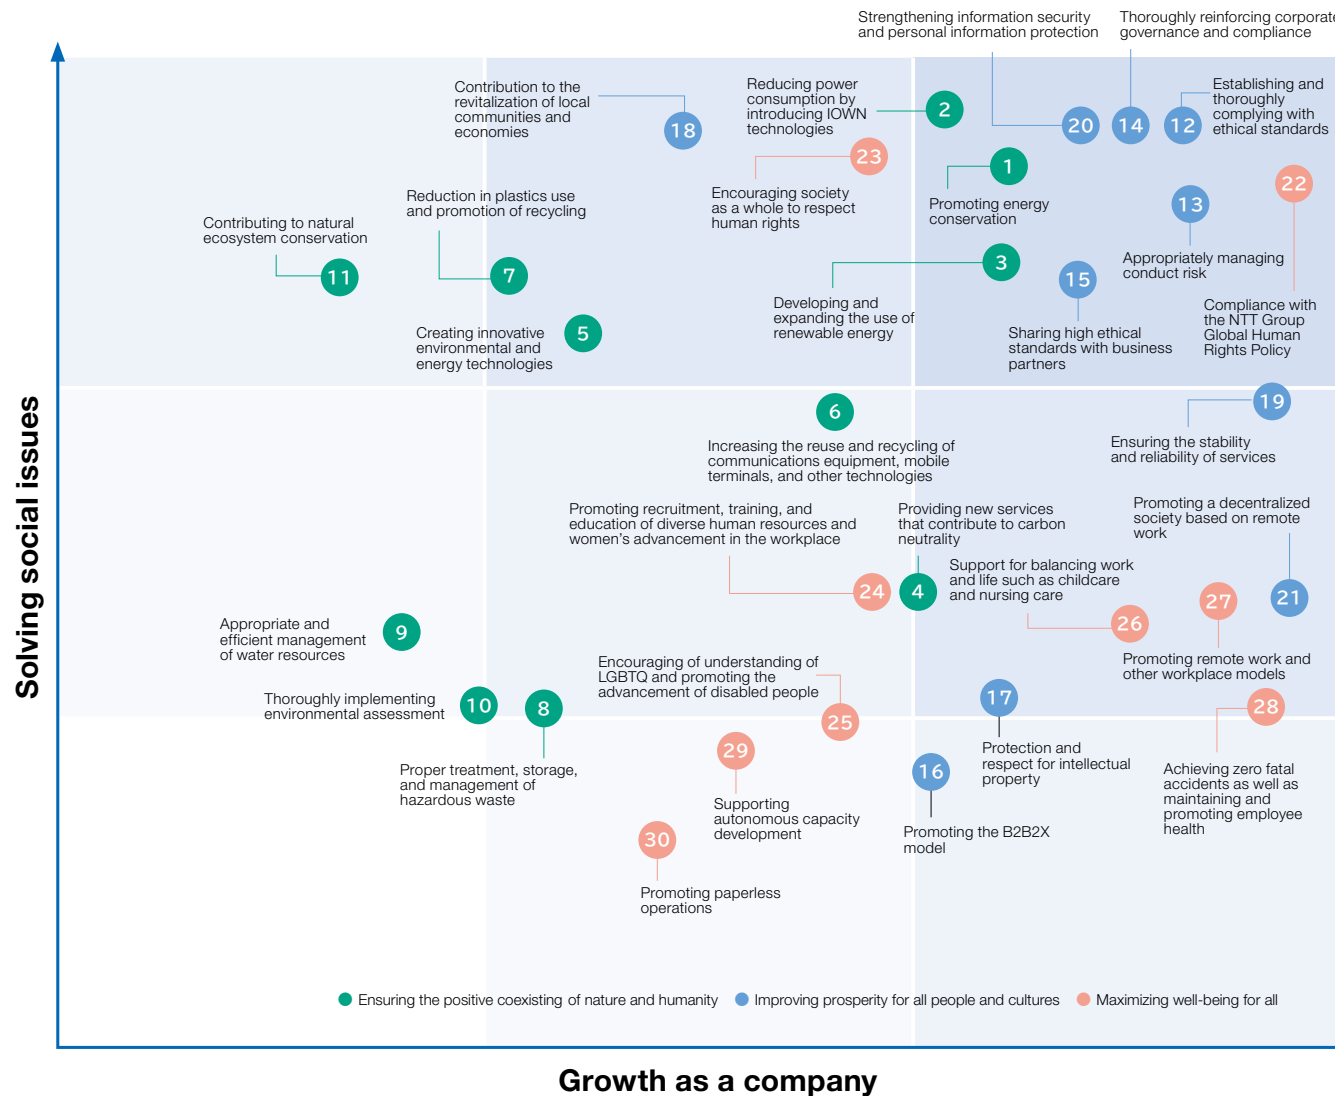 Strengthening information security
and personal information protection
Thoroughly reinforcing corporate
governance and compliance
Contribution to the
revitalization of local
communities and
economies
18
Reducing power
consumption by
introducing IOWN
technologies
2
20
14
12
Establishing and
thoroughly
complying with
ethical standards
23
Encouraging society
as a whole to respect
human rights
1
Promoting energy
conservation
13
Appropriately managing
conduct risk
22
Compliance with
the NTT Group
Global Human
Rights Policy
Contributing to natural
ecosystem conservation
11
Reduction in plastics use
and promotion of recycling
7
3
Developing and
expanding the use of
renewable energy
15
Sharing high ethical
standards with business
partners
Creating innovative
environmental and
energy technologies
5
6
Increasing the reuse and recycling of
communications equipment, mobile
terminals, and other technologies
19
Ensuring the stability
and reliability of services
Promoting recruitment, training, and
education of diverse human resources and
women's advancement in the workplace
24
Providing new services
that contribute to carbon
neutrality
4
Support for balancing work
and life such as childcare
and nursing care
26
Promoting a decentralized
society based on remote
work
21
27
Promoting remote work and
other workplace models
Appropriate and
efficient management
of water resources
9
Thoroughly implementing
environmental assessment
10
8
Proper treatment, storage,
and management of
hazardous waste
Encouraging of understanding of
LGBTQ and promoting the
advancement of disabled people
25
17
Protection and
respect for intellectual
property
28
Achieving zero fatal
accidents as well as
maintaining and
promoting employee
health
29
Supporting
autonomous capacity
development
16
Promoting the B2B2X
model
30
Promoting paperless
operations
Solving social issues
Ensuring the positive coexisting of nature and humanity
Improving prosperity for all people and cultures
Maximizing well-being for all
Growth as a company